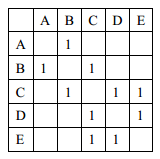 A B C D E
A 1
B 1 1
C 1 1 1
D 1 1
E 1 1